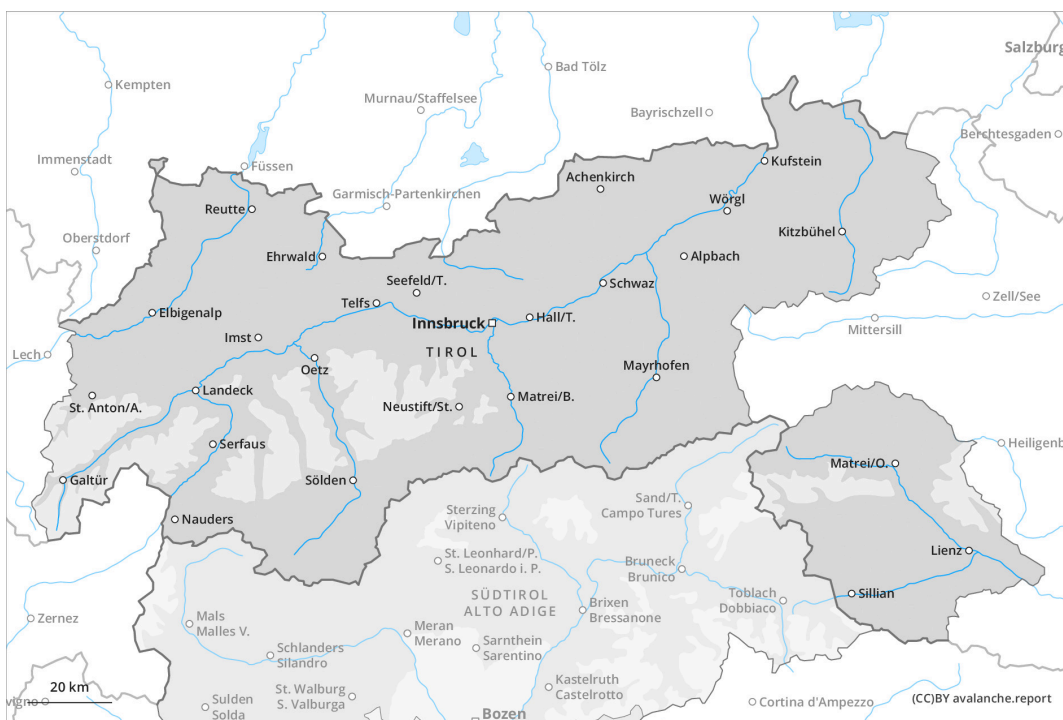 Salzburg
Kempten
Bad Tölz
Murnau/Staffelsee
Bayrischzell
Berchtesgaden
Immenstadt
Füssen
Kufstein
Achenkirch
Garmisch-Partenkirchen
Reutte
Wörgl
Oberstdorf
Kitzbühel
Ehrwald
Alpbach
Seefeld/T.
Schwaz
Zell/See
Telfs
Elbigenalp
Hall/T.
Innsbruck
Mittersill
Imst
TIROL
Lech
Oetz
Mayrhofen
Landeck
St. Anton/A.
Neustift/St.
Matrei/B.
Serfaus
Heiligenb
Matrei/O.
Galtür
Sölden
Sand/T.
Campo Tures
Sterzing
Vipiteno
Nauders
Lienz
St. Leonhard/P.
S. Leonardo i. P.
Bruneck
Brunico
SÜDTIROL
ALTO ADIGE
Sillian
Toblach
Dobbiaco
Brixen
Bressanone
Zernez
Mals
Malles V.
Meran
Merano
Sarnthein
Sarentino
Schlanders
Silandro
Kastelruth
Castelrotto
20 km
St. Walburg
S. Valburga
vigno
Sulden
Solda
Cortina d'Ampezzo
(CC)BY avalanche.report
Bozen